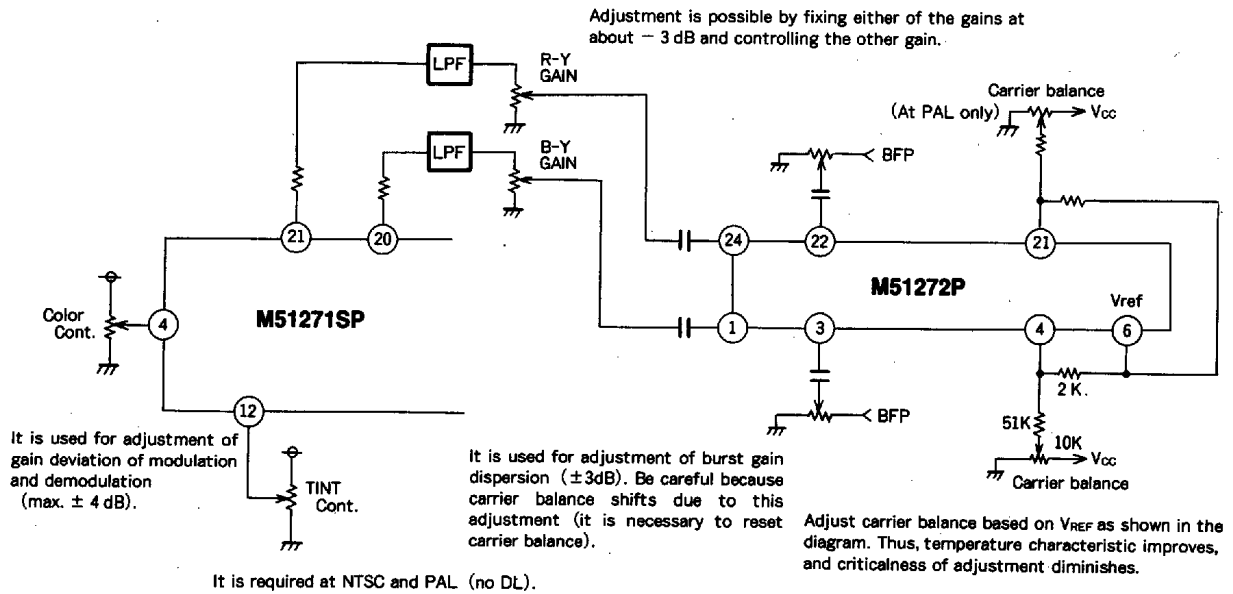 Adjustment is possible by fixing either of the gains at
about − 3 dB and controlling the other gain.
LPF
R-Y
GAIN
LPF
B-Y
GAIN
Carrier balance
(At PAL only)
Vcc
BFP
21
20
24
22
21
M51271SP
M51272P
Color
Cont.
4
Vref
1
3
4
6
12
2 K.
BFP
51K
10K
Vcc
Carrier balance
It is used for adjustment of
gain deviation of modulation
and demodulation
(max. ± 4 dB).
TINT
Cont.
It is used for adjustment of burst gain
dispersion (±3dB). Be careful because
carrier balance shifts due to this
adjustment (it is necessary to reset
carrier balance).
Adjust carrier balance based on VREF as shown in the
diagram. Thus, temperature characteristic improves,
and criticalness of adjustment diminishes.
It is required at NTSC and PAL (no DL).